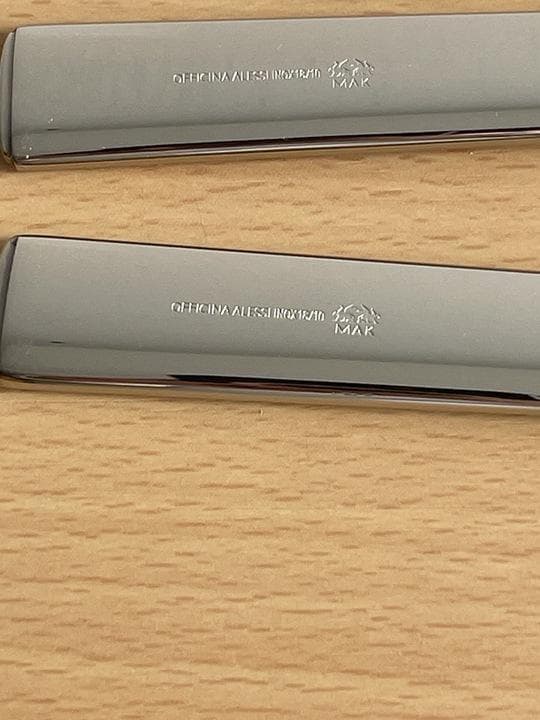 OFFICINA ALESSI INOX 18/10
MAK
OFFICINA ALESSI INOX 18/10
MAK